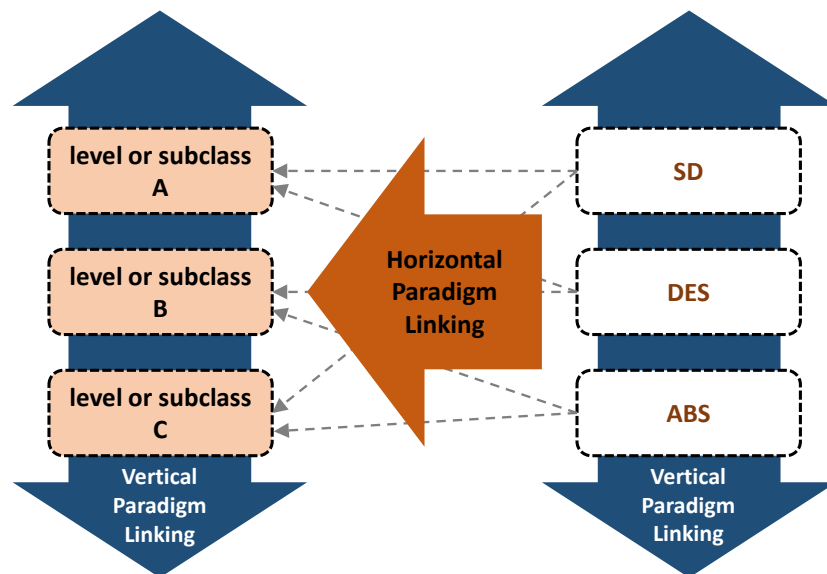 level or subclass
A
SD
Horizontal
Paradigm
Linking
level or subclass
B
DES
level or subclass
C
ABS
Vertical
Paradigm
Linking
Vertical
Paradigm
Linking